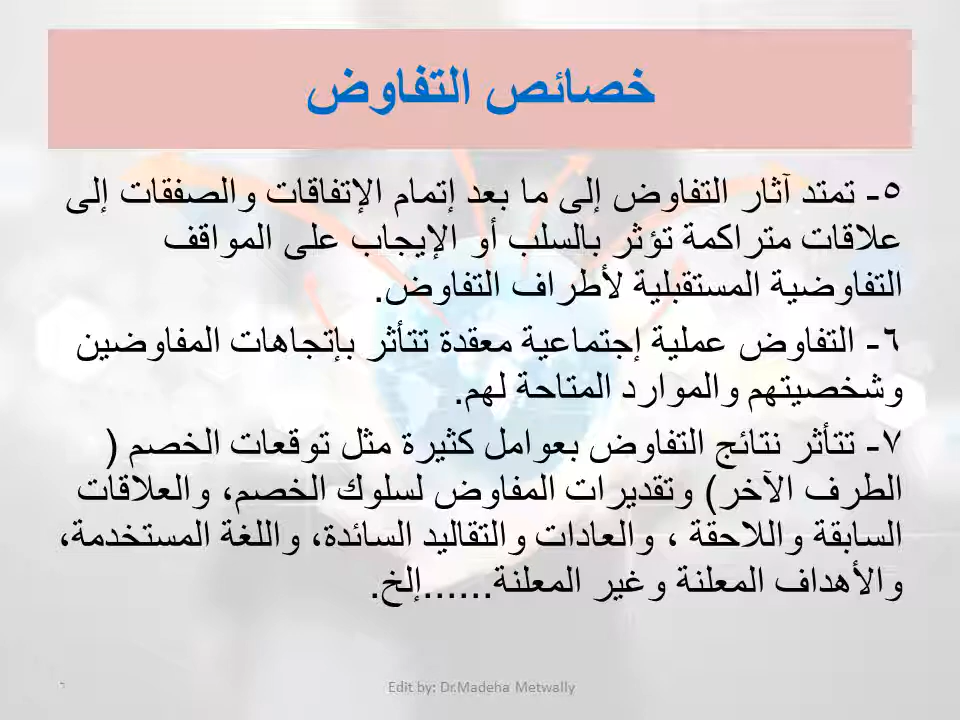 خصائص التفاوض
٥- تمتد آثار التفاوض إلى ما بعد إتمام الإتفاقات والصفقات إلى
علاقات متراكمة تؤثر بالسلب أو الإيجاب على المواقف
التفاوضية المستقبلية لأطراف التفاوض.
٦- التفاوض عملية إجتماعية معقدة تتأثر بإتجاهات المفاوضين
وشخصيتهم والموارد المتاحة لهم.
٧- تتأثر نتائج التفاوض بعوامل كثيرة مثل توقعات الخصم (
الطرف الآخر) وتقديرات المفاوض لسلوك الخصم، والعلاقات
السابقة واللاحقة ، والعادات والتقاليد السائدة، واللغة المستخدمة،
والأهداف المعلنة وغير المعلنة......إلخ.
Edit by: Dr.Madeha Metwally
٦